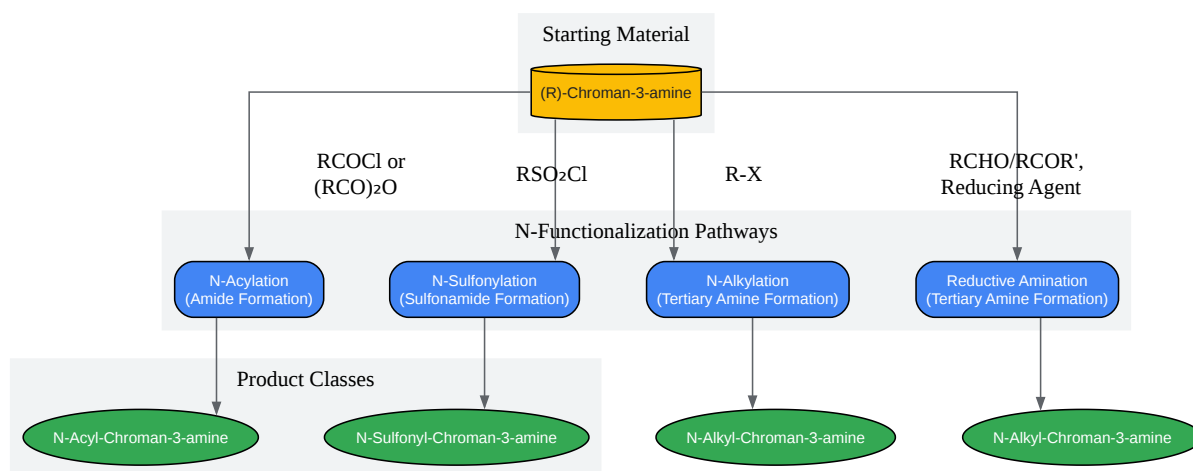 Starting Material
(R)-Chroman-3-amine
RCOCl or
(RCO)₂O
RSO₂Cl
R-X
RCHO/RCOR',
Reducing Agent
N-Functionalization Pathways
N-Acylation
(Amide Formation)
N-Sulfonylation
(Sulfonamide Formation)
N-Alkylation
(Tertiary Amine Formation)
Reductive Amination
(Tertiary Amine Formation)
Product Classes
N-Acyl-Chroman-3-amine
N-Sulfonyl-Chroman-3-amine
N-Alkyl-Chroman-3-amine
N-Alkyl-Chroman-3-amine